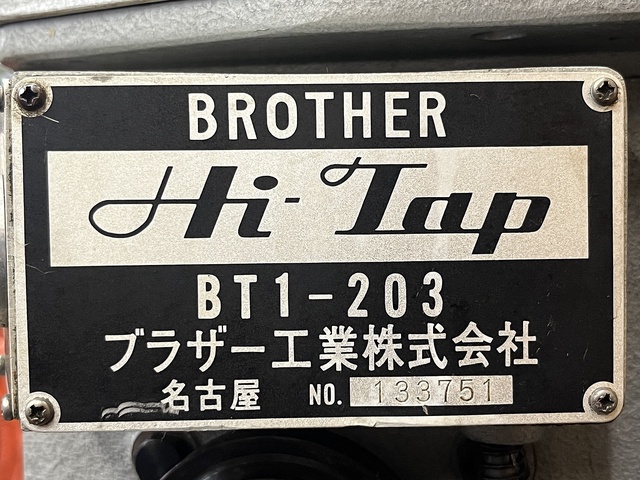 BROTHER
Hi-Tap
BT1-203
ブラザー工業株式会社
名古屋 NO. 133751